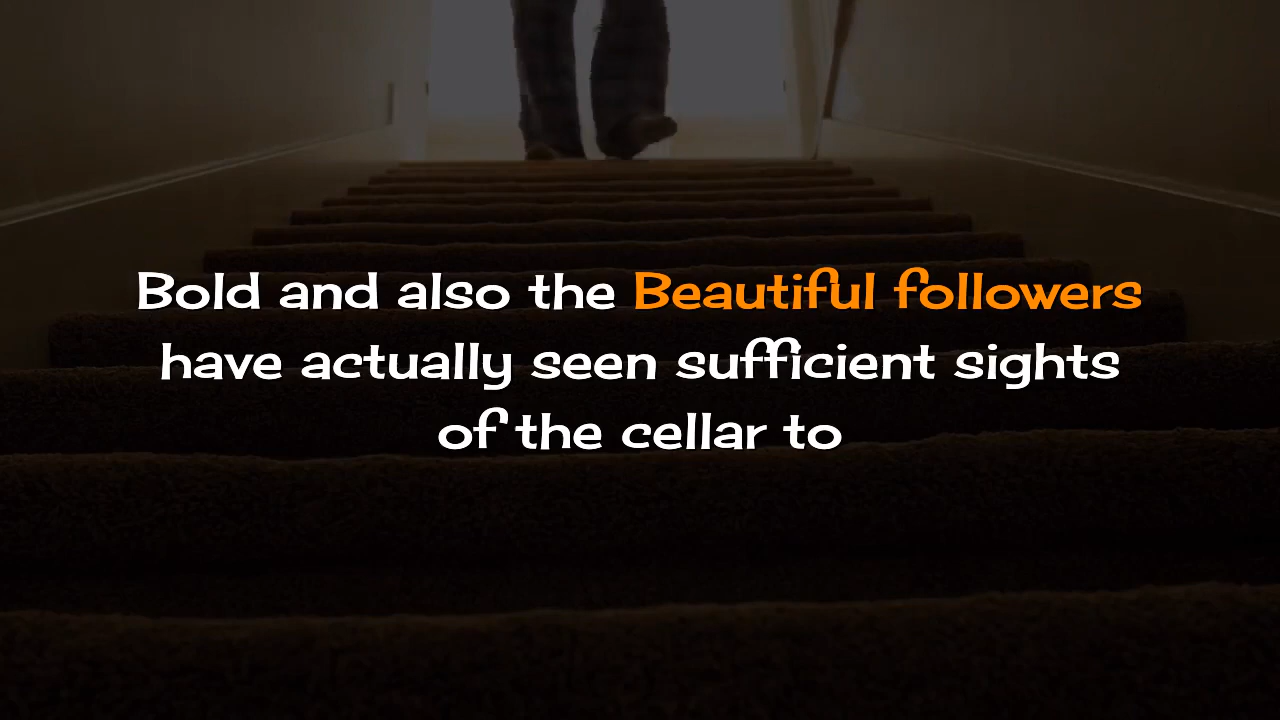 Bold and also the Beautiful followers
have actually seen sufficient sights
of the cellar to